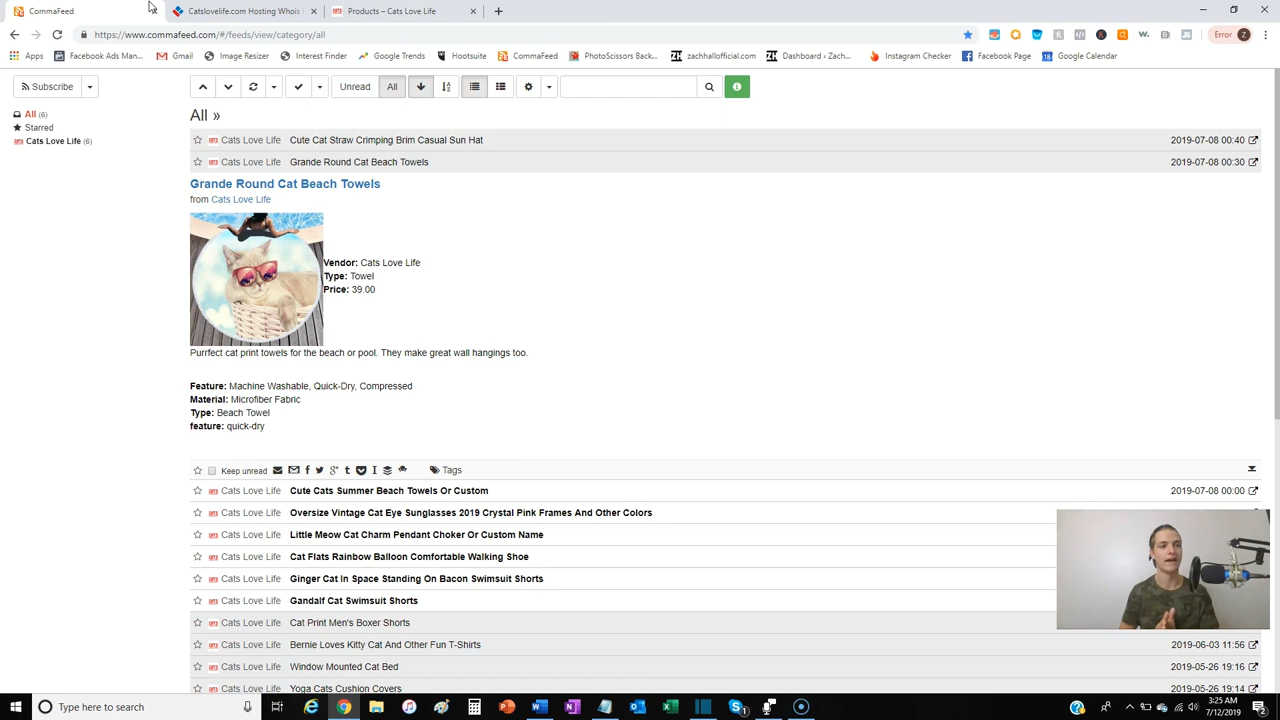 CommaFeed
Catslovelife.com Hosting Whois
Products – Cats Love Life
https://www.commafeed.com/#/feeds/view/category/all
Error Z
Apps
Facebook Ads Man...
Gmail
Image Resizer
Interest Finder
Google Trends
Hootsuite
CommaFeed
PhotoScissors Back...
zachhallofficial.com
Dashboard ‹ Zach...
Instagram Checker
Facebook Page
Google Calendar
Subscribe
Unread
All
All (6)
Starred
Cats Love Life (6)
All »
Cats Love Life Cute Cat Straw Crimping Brim Casual Sun Hat 2019-07-08 00:40
Cats Love Life Grande Round Cat Beach Towels 2019-07-08 00:30
Grande Round Cat Beach Towels
from Cats Love Life
Vendor: Cats Love Life
Type: Towel
Price: 39.00
Purrfect cat print towels for the beach or pool. They make great wall hangings too.
Feature: Machine Washable, Quick-Dry, Compressed
Material: Microfiber Fabric
Type: Beach Towel
feature: quick-dry
Keep unread
Tags
Cats Love Life Cute Cats Summer Beach Towels Or Custom 2019-07-08 00:00
Cats Love Life Oversize Vintage Cat Eye Sunglasses 2019 Crystal Pink Frames And Other Colors
Cats Love Life Little Meow Cat Charm Pendant Choker Or Custom Name
Cats Love Life Cat Flats Rainbow Balloon Comfortable Walking Shoe
Cats Love Life Ginger Cat In Space Standing On Bacon Swimsuit Shorts
Cats Love Life Gandalf Cat Swimsuit Shorts
Cats Love Life Cat Print Men's Boxer Shorts
Cats Love Life Bernie Loves Kitty Cat And Other Fun T-Shirts 2019-06-03 11:56
Cats Love Life Window Mounted Cat Bed 2019-05-26 19:16
Cats Love Life Yoga Cats Cushion Covers 2019-05-26 19:14
Type here to search
3:25 AM
7/12/2019